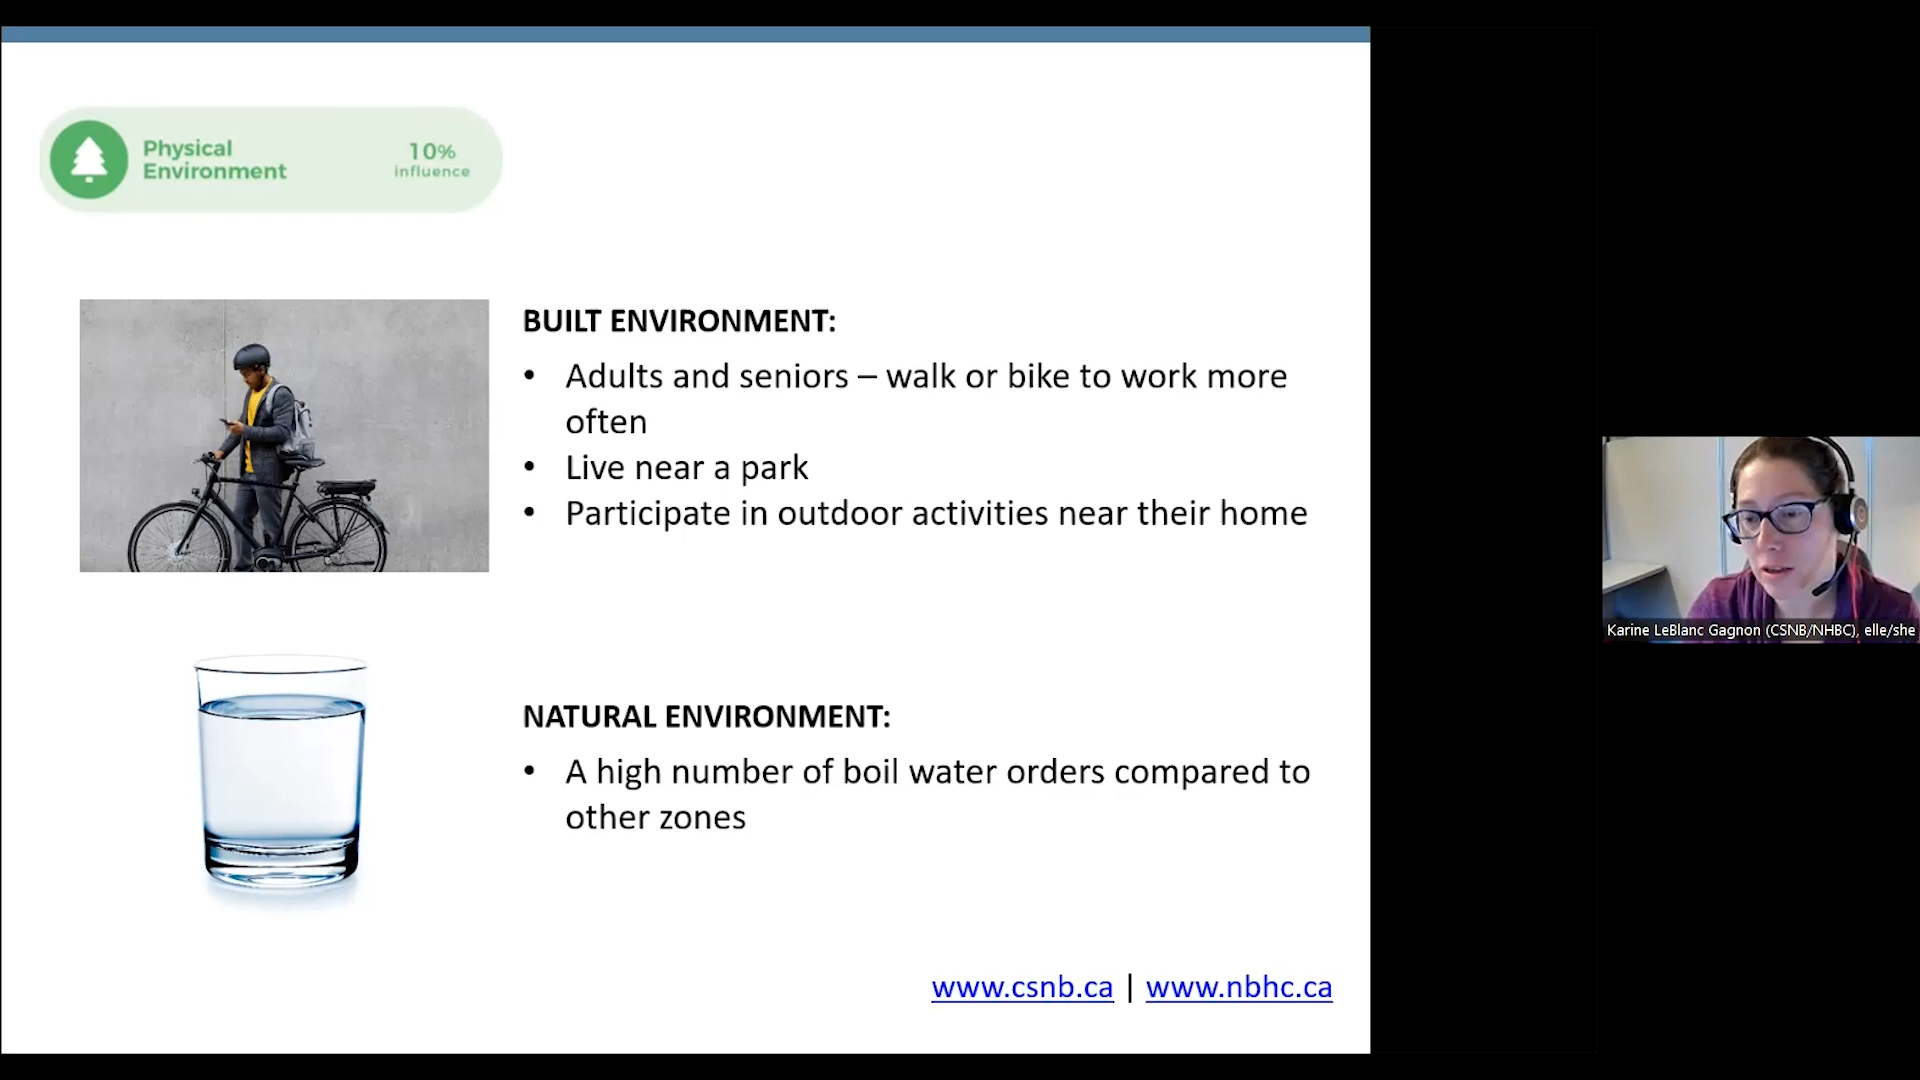 Physical
Environment
10%
influence
BUILT ENVIRONMENT:
• Adults and seniors – walk or bike to work more
often
• Live near a park
• Participate in outdoor activities near their home
NATURAL ENVIRONMENT:
• A high number of boil water orders compared to
other zones
www.csnb.ca | www.nbhc.ca
Karine LeBlanc Gagnon (CSNB/NHBC), elle/she